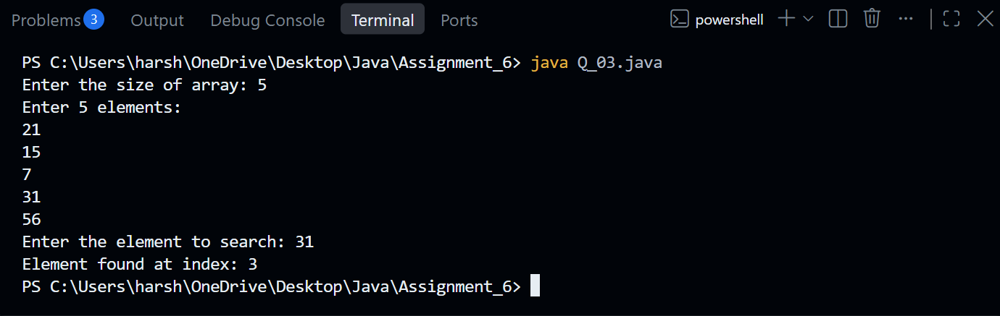 Problems 3 Output Debug Console Terminal Ports powershell
PS C:\Users\harsh\OneDrive\Desktop\Java\Assignment_6> java Q_03.java
Enter the size of array: 5
Enter 5 elements:
21
15
7
31
56
Enter the element to search: 31
Element found at index: 3
PS C:\Users\harsh\OneDrive\Desktop\Java\Assignment_6>